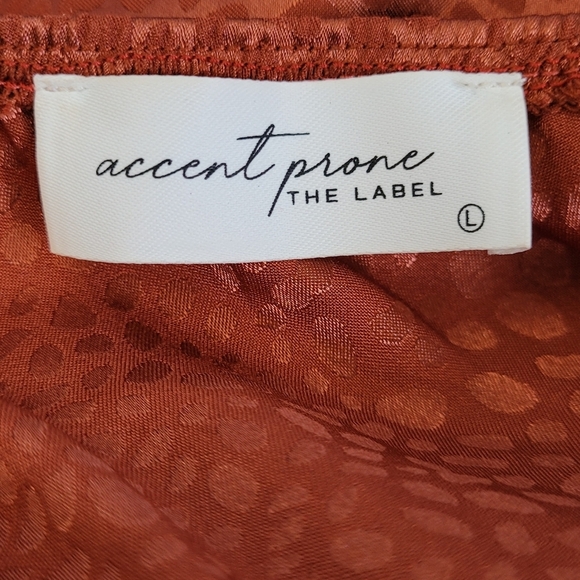 accent prone
THE LABEL
L